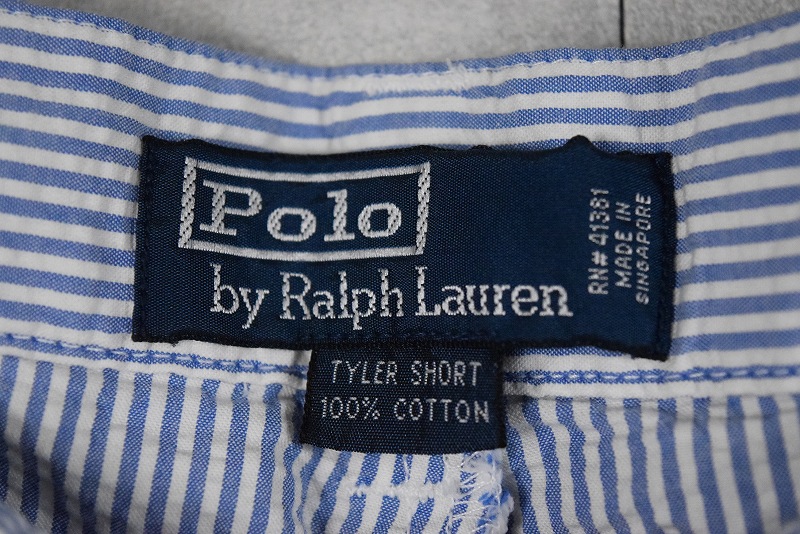 Polo
by Ralph Lauren
RN# 41381
MADE IN
SINGAPORE
TYLER SHORT
100% COTTON